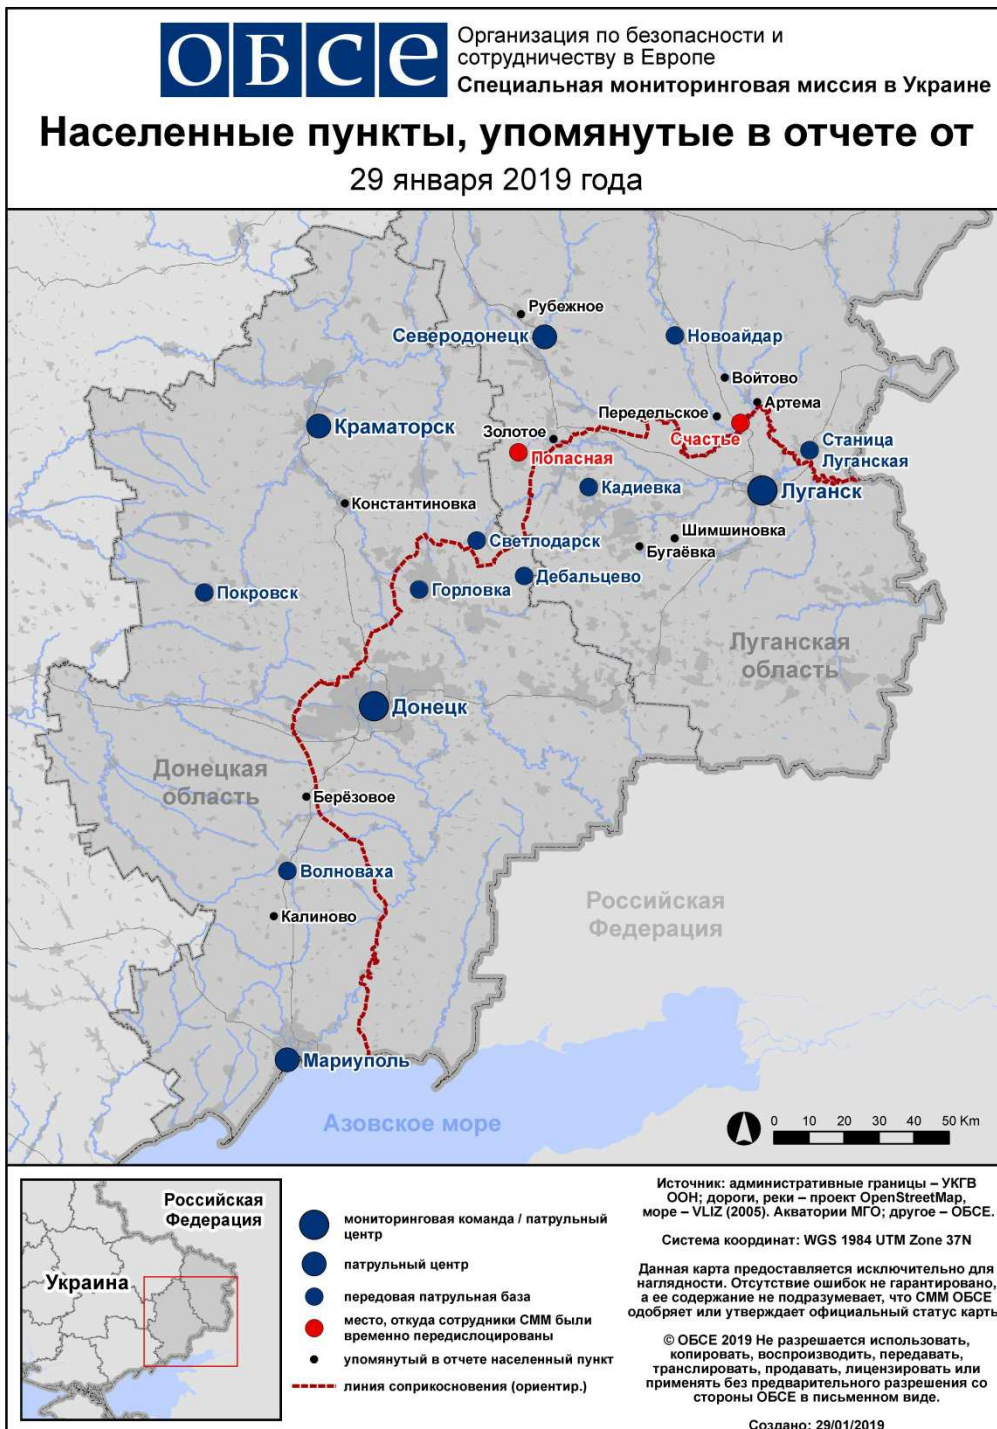 ОБСЕ
Организация по безопасности и
сотрудничеству в Европе
Специальная мониторинговая миссия в Украине
Населенные пункты, упомянутые в отчете от
29 января 2019 года
Рубежное
Северодонецк
Новоайдар
Войтово
Артема
Передельское
Краматорск
Золотое
Счастье
Станица
Луганская
Попасная
Кадиевка
Луганск
Константиновка
Шимшиновка
Светлодарск
Бугаёвка
Дебальцево
Покровск
Горловка
Луганская
область
Донецк
Донецкая
область
Берёзовое
Волноваха
Российская
Федерация
Калиново
Мариуполь
Азовское море
0 10 20 30 40 50 Km
Российская
Федерация
Украина
мониторинговая команда / патрульный
центр
патрульный центр
передовая патрульная база
место, откуда сотрудники СММ были
временно передислоцированы
упомянутый в отчете населенный пункт
линия соприкосновения (ориентир.)
Источник: административные границы – УКГВ
ООН; дороги, реки – проект OpenStreetMap,
море – VLIZ (2005). Акватории МГО; другое – ОБСЕ.
Система координат: WGS 1984 UTM Zone 37N
Данная карта предоставляется исключительно для
наглядности. Отсутствие ошибок не гарантировано,
а ее содержание не подразумевает, что СММ ОБСЕ
одобряет или утверждает официальный статус карты
© ОБСЕ 2019 Не разрешается использовать,
копировать, воспроизводить, передавать,
транслировать, продавать, лицензировать или
применять без предварительного разрешения со
стороны ОБСЕ в письменном виде.
Создано: 29/01/2019